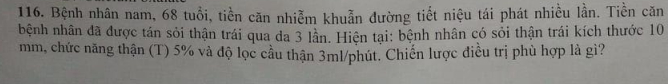 116. Bệnh nhân nam, 68 tuổi, tiền căn nhiễm khuẩn đường tiết niệu tái phát nhiều lần. Tiền căn
bệnh nhân đã được tán sỏi thận trái qua da 3 lần. Hiện tại: bệnh nhân có sỏi thận trái kích thước 10
mm, chức năng thận (T) 5% và độ lọc cầu thận 3ml/phút. Chiến lược điều trị phù hợp là gì?